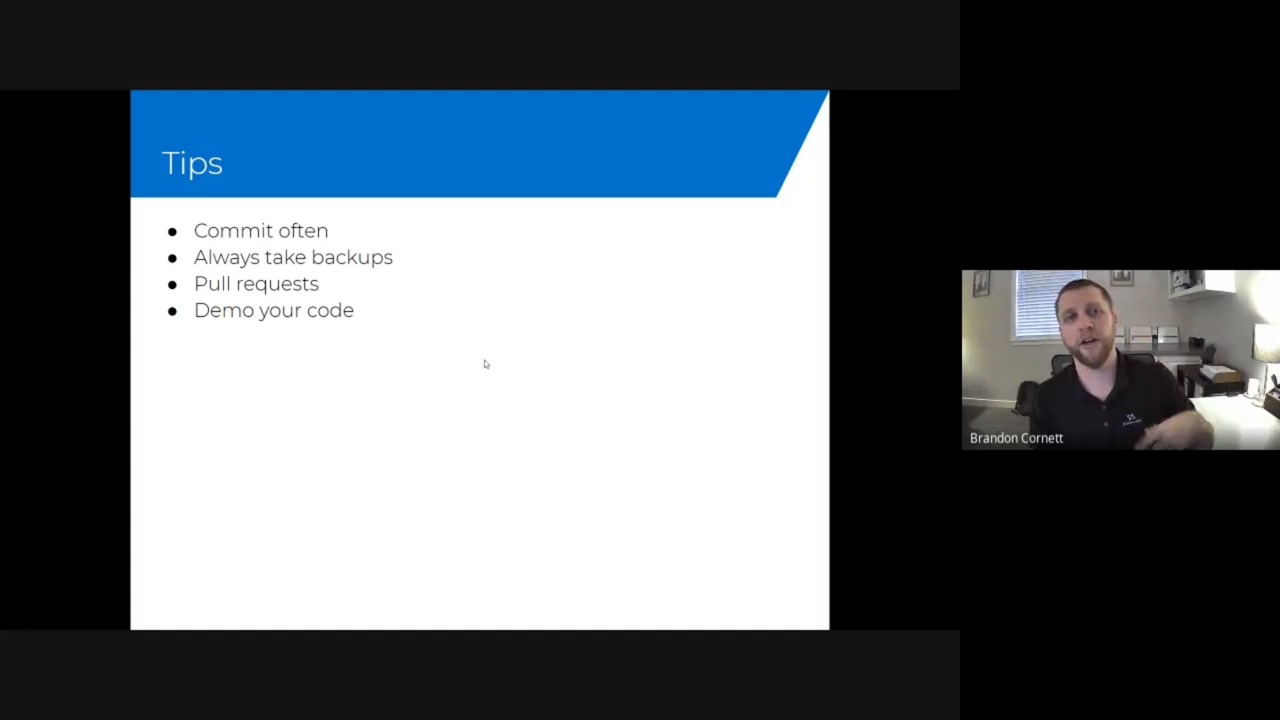 Tips
● Commit often
● Always take backups
● Pull requests
● Demo your code
Brandon Cornett